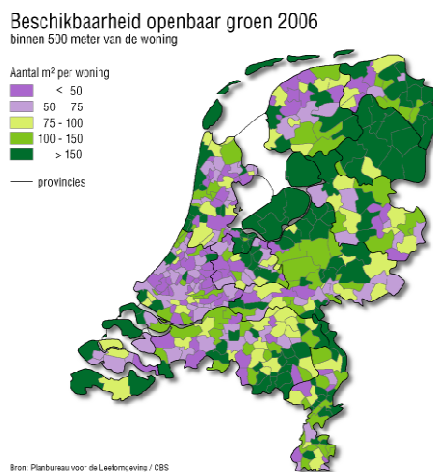 Beschikbaarheid openbaar groen 2006
binnen 500 meter van de woning
Aantal m² per woning
< 50
50 75
75 - 100
100 - 150
> 150
provincies
Bron: Planbureau voor de Leefomgeving / CBS